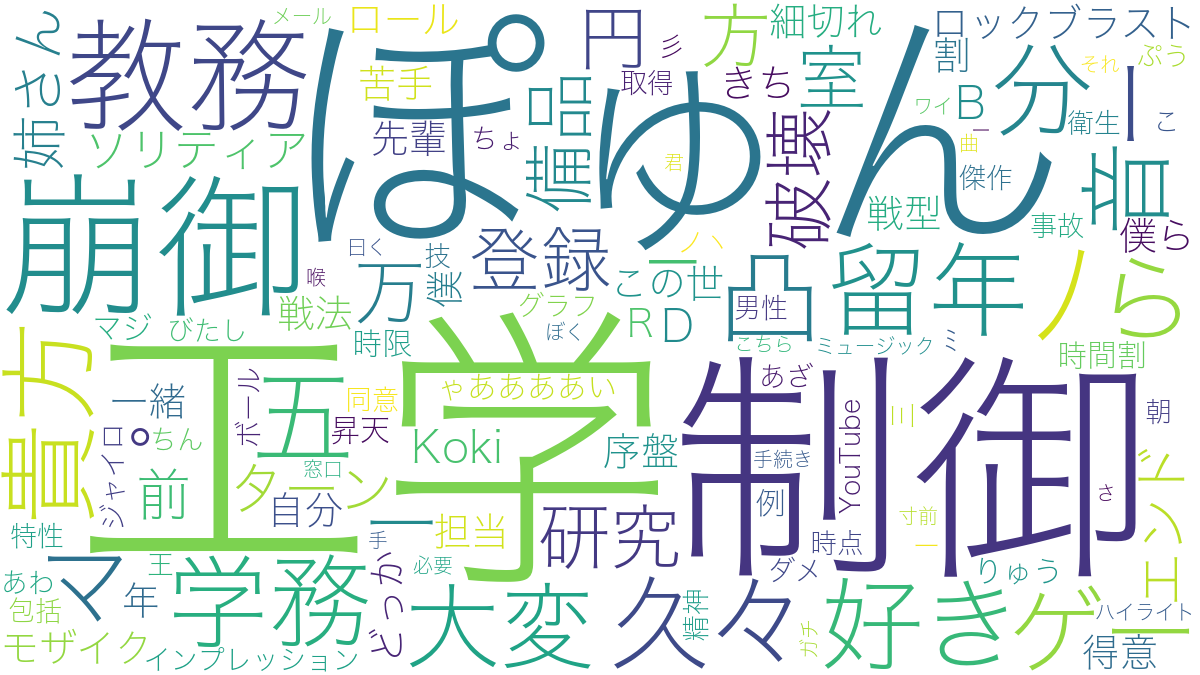 メール
ロール
円
彡
方
細切れ
ロックブラスト
姉さん
教務
ぽゅん
苦手
取得
きち
室
割
ぷう
それ
ソリティア
先輩
ちょ
備品
破壊
ワイ
B
分
ー
衛生
こ
君
曲
傑作
音
崩御
日く
技
登録
ノハ
戦型
事故
僕ら
喉
万
僕
この世
凸
留年
ノ
ら
戦法
グラフ
男性
マジ
びたし
ぼく
R
D
こちら
ミュージック
ミ
時限
時間割
貴方
工学
制御
一緒
ボール
五
同意
ゃああああい
あざ
三
朝
ちん
昇天
Koki
序盤
手続き
YouTube
ジャイロ
前
ターン
窓口
自分
例
さ
エンド
特性
手
担当
研究
時点
寸前
一
マ
王
学務
どっか
必要
ダメ
りゅう
あわ
年
包括
大変
久々
精神
好き
ゲー
ハイライト
モザイク
インプレッション
ガチ
得意